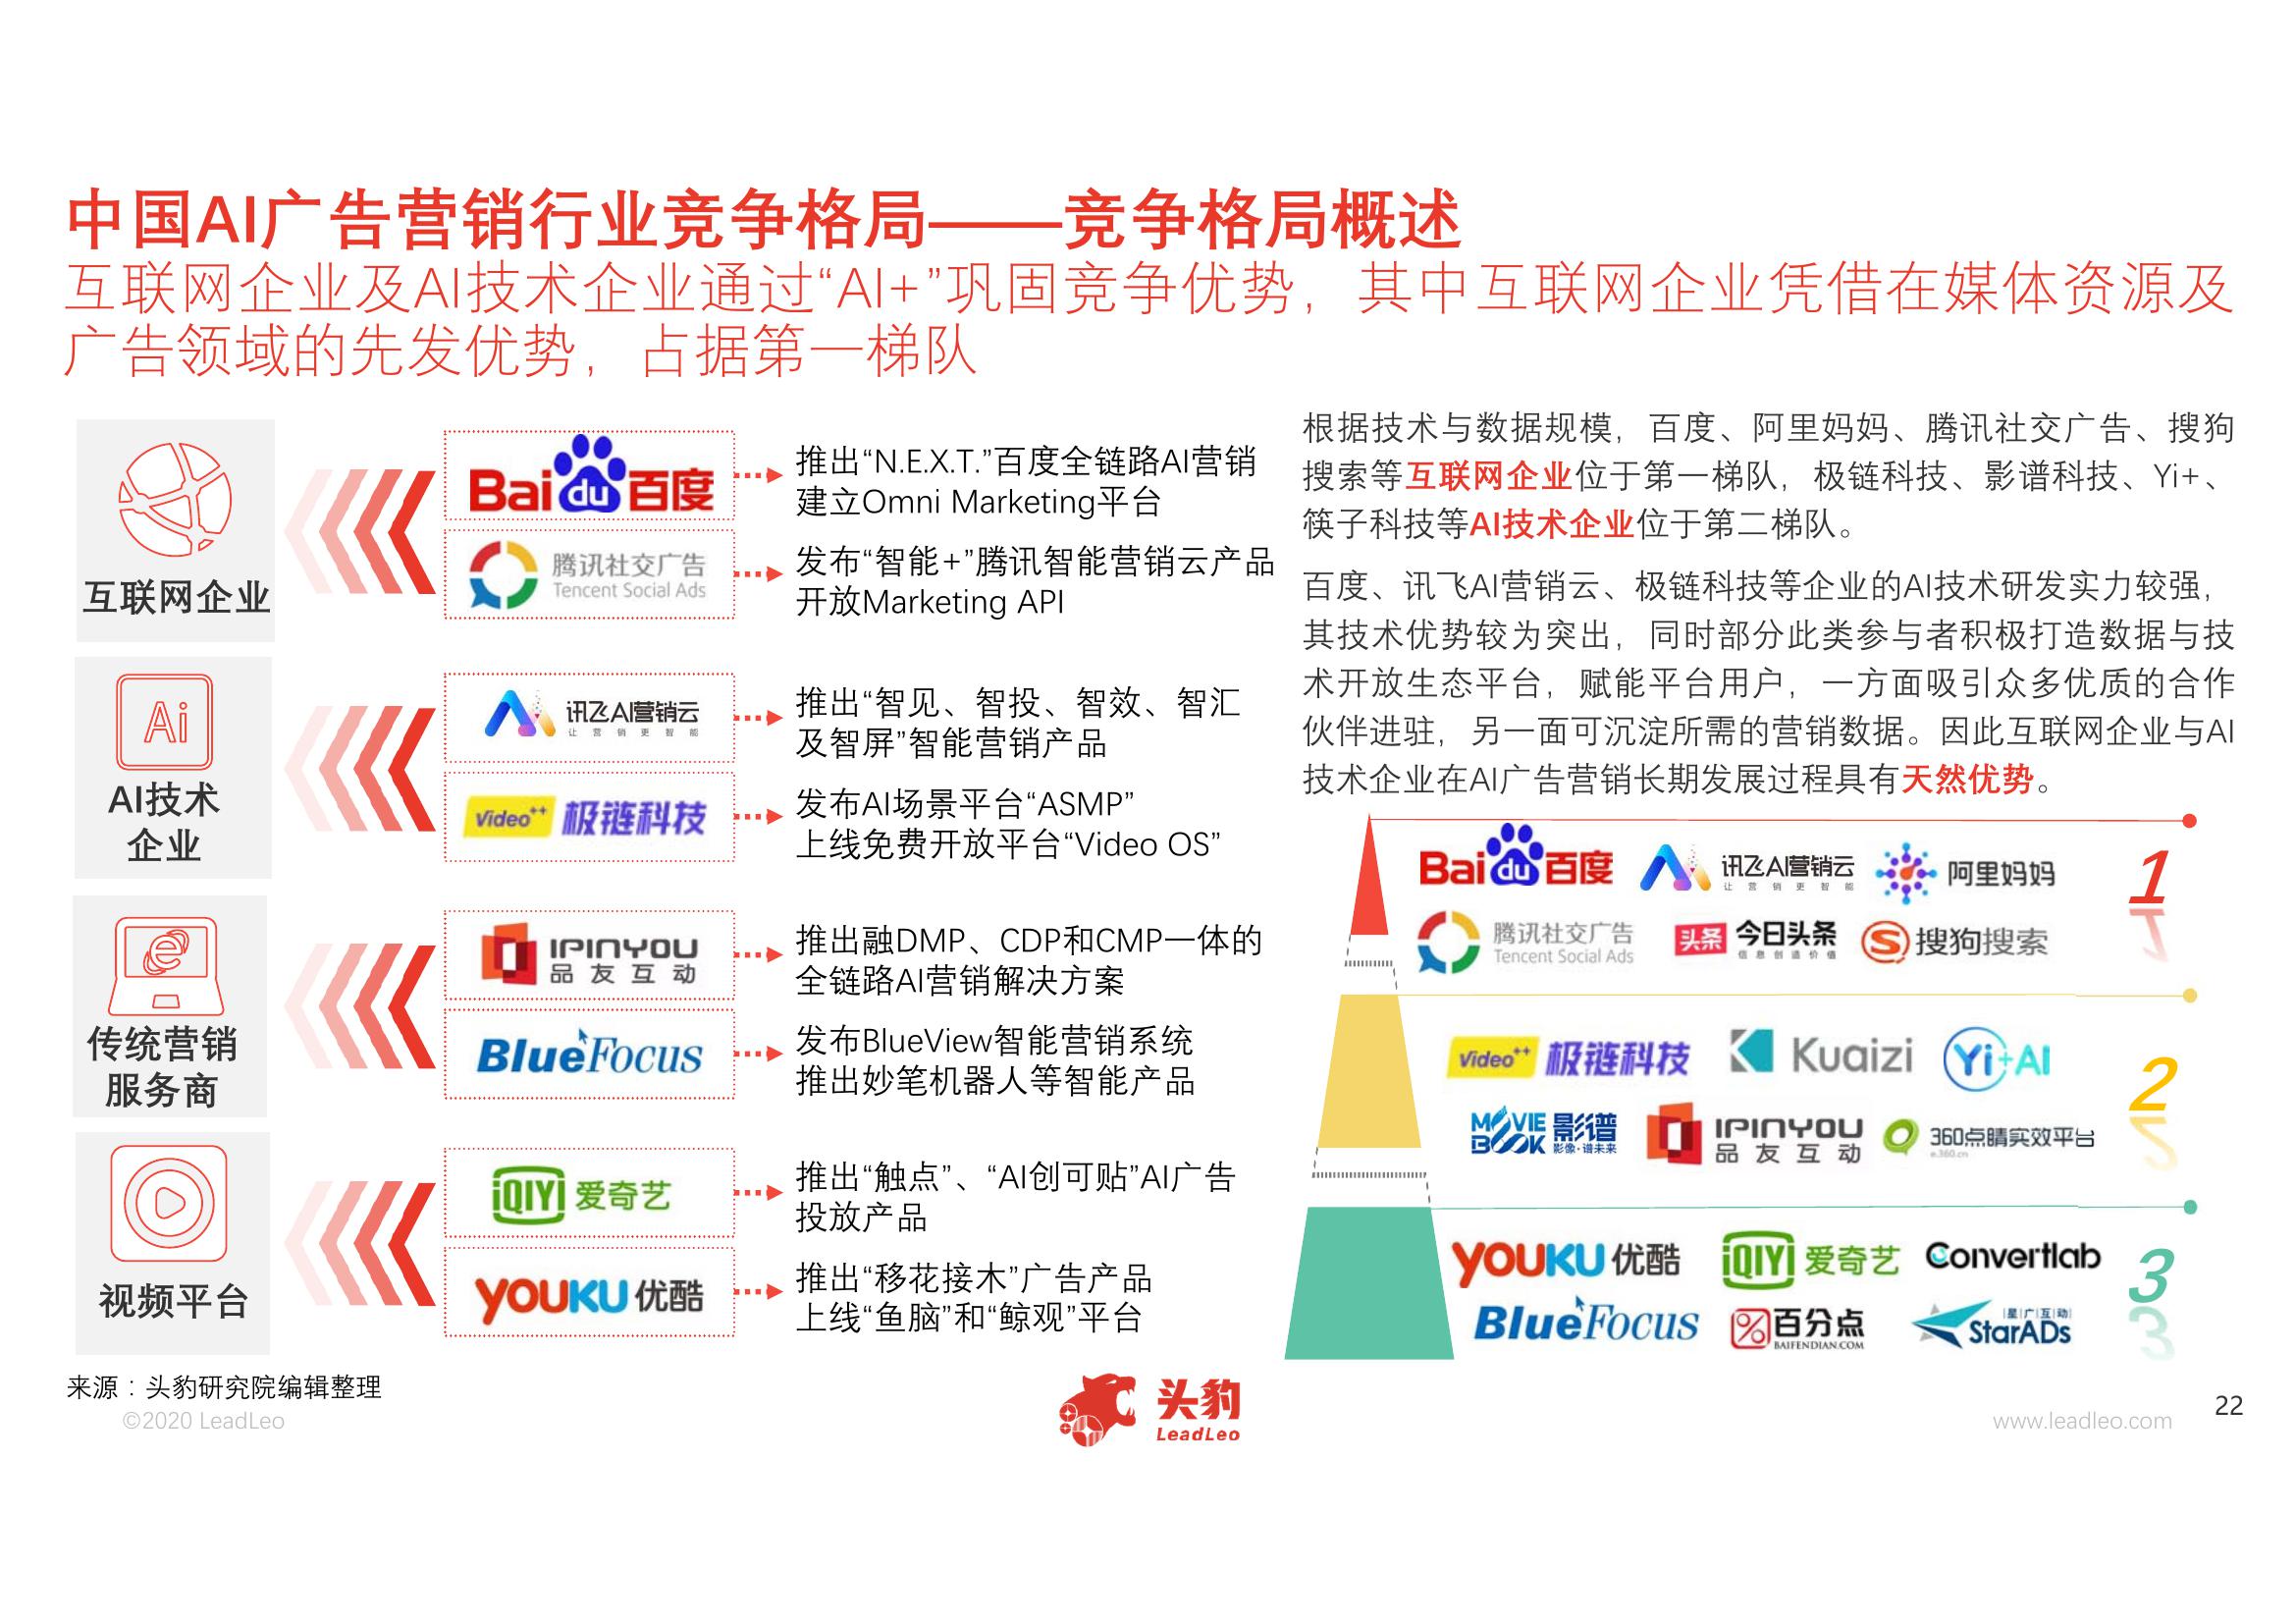 中国AI广告营销行业竞争格局——竞争格局概述
互联网企业及AI技术企业通过“AI+”巩固竞争优势，其中互联网企业凭借在媒体资源及
广告领域的先发优势，占据第一梯队
互联网企业
Bai du 百度
推出“N.E.X.T.”百度全链路AI营销
建立Omni Marketing平台
腾讯社交广告
Tencent Social Ads
发布“智能+”腾讯智能营销云产品
开放Marketing API
Ai
AI技术
企业
讯飞AI营销云
让营销更智能
推出“智见、智投、智效、智汇
及智屏”智能营销产品
Video++ 极链科技
发布AI场景平台“ASMP”
上线免费开放平台“Video OS”
传统营销
服务商
IPINYOU
品友互动
推出融DMP、CDP和CMP一体的
全链路AI营销解决方案
BlueFocus
发布BlueView智能营销系统
推出妙笔机器人等智能产品
视频平台
iQIYI 爱奇艺
推出“触点”、“AI创可贴”AI广告
投放产品
YOUKU 优酷
推出“移花接木”广告产品
上线“鱼脑”和“鲸观”平台
根据技术与数据规模，百度、阿里妈妈、腾讯社交广告、搜狗
搜索等互联网企业位于第一梯队，极链科技、影谱科技、Yi+、
筷子科技等AI技术企业位于第二梯队。
百度、讯飞AI营销云、极链科技等企业的AI技术研发实力较强，
其技术优势较为突出，同时部分此类参与者积极打造数据与技
术开放生态平台，赋能平台用户，一方面吸引众多优质的合作
伙伴进驻，另一面可沉淀所需的营销数据。因此互联网企业与AI
技术企业在AI广告营销长期发展过程具有天然优势。
Bai du 百度 讯飞AI营销云 阿里妈妈
让营销更智能
1
腾讯社交广告 头条 今日头条 搜狗搜索
Tencent Social Ads 信息创造价值
Video++ 极链科技 Kuaizi Yi+AI
2
MOVIE BOOK 影谱 IPINYOU 360点睛实效平台
影像·谱未来 品友互动 e.360.cn
YOUKU 优酷 iQIYI 爱奇艺 Convertlab
3
BlueFocus 百分点 星广互动
BAIFENDIAN.COM StarADs
来源：头豹研究院编辑整理
©2020 LeadLeo
头豹
LeadLeo
www.leadleo.com
22